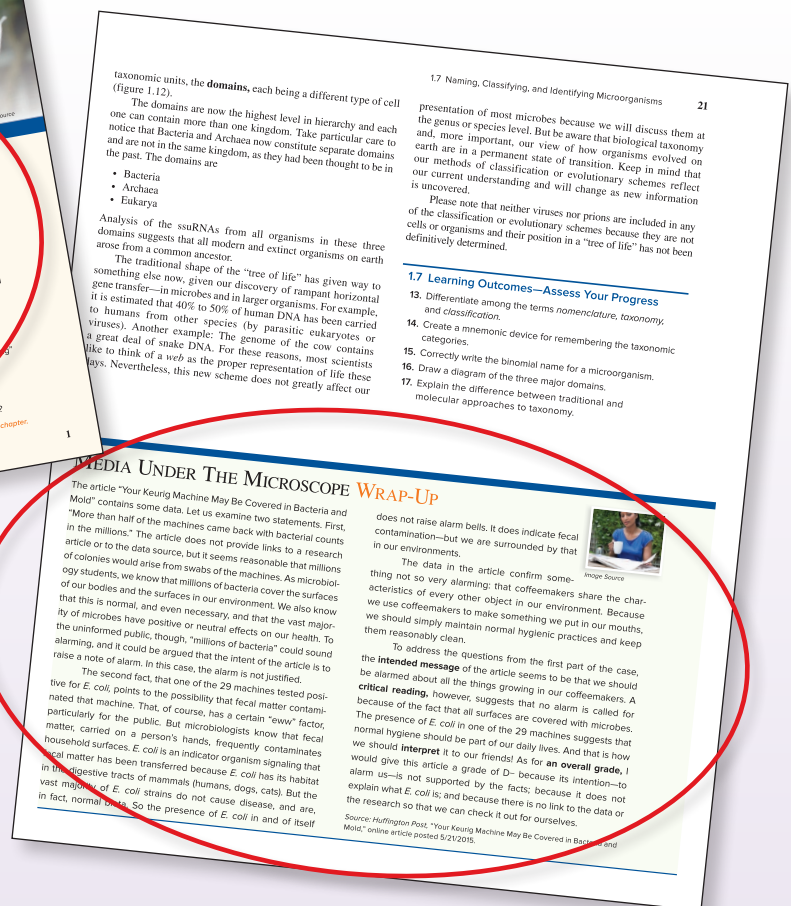 ource
g"
?
chapter.
1
1.7 Naming, Classifying, and Identifying Microorganisms
21
taxonomic units, the domains, each being a different type of cell
(figure 1.12).
The domains are now the highest level in hierarchy and each
one can contain more than one kingdom. Take particular care to
notice that Bacteria and Archaea now constitute separate domains
and are not in the same kingdom, as they had been thought to be in
the past. The domains are
• Bacteria
• Archaea
• Eukarya
Analysis of the ssuRNAs from all organisms in these three
domains suggests that all modern and extinct organisms on earth
arose from a common ancestor.
The traditional shape of the “tree of life” has given way to
something else now, given our discovery of rampant horizontal
gene transfer—in microbes and in larger organisms. For example,
it is estimated that 40% to 50% of human DNA has been carried
to humans from other species (by parasitic eukaryotes or
viruses). Another example: The genome of the cow contains
a great deal of snake DNA. For these reasons, most scientists
like to think of a web as the proper representation of life these
days. Nevertheless, this new scheme does not greatly affect our
presentation of most microbes because we will discuss them at
the genus or species level. But be aware that biological taxonomy
and, more important, our view of how organisms evolved on
earth are in a permanent state of transition. Keep in mind that
our methods of classification or evolutionary schemes reflect
our current understanding and will change as new information
is uncovered.
Please note that neither viruses nor prions are included in any
of the classification or evolutionary schemes because they are not
cells or organisms and their position in a “tree of life” has not been
definitively determined.
1.7 Learning Outcomes—Assess Your Progress
13. Differentiate among the terms nomenclature, taxonomy,
and classification.
14. Create a mnemonic device for remembering the taxonomic
categories.
15. Correctly write the binomial name for a microorganism.
16. Draw a diagram of the three major domains.
17. Explain the difference between traditional and
molecular approaches to taxonomy.
MEDIA UNDER THE MICROSCOPE WRAP-UP
The article “Your Keurig Machine May Be Covered in Bacteria and
Mold” contains some data. Let us examine two statements. First,
“More than half of the machines came back with bacterial counts
in the millions.” The article does not provide links to a research
article or to the data source, but it seems reasonable that millions
of colonies would arise from swabs of the machines. As microbiol-
ogy students, we know that millions of bacteria cover the surfaces
of our bodies and the surfaces in our environment. We also know
that this is normal, and even necessary, and that the vast major-
ity of microbes have positive or neutral effects on our health. To
the uninformed public, though, “millions of bacteria” could sound
alarming, and it could be argued that the intent of the article is to
raise a note of alarm. In this case, the alarm is not justified.
The second fact, that one of the 29 machines tested posi-
tive for E. coli, points to the possibility that fecal matter contami-
nated that machine. That, of course, has a certain “eww” factor,
particularly for the public. But microbiologists know that fecal
matter, carried on a person’s hands, frequently contaminates
household surfaces. E. coli is an indicator organism signaling that
fecal matter has been transferred because E. coli has its habitat
in the digestive tracts of mammals (humans, dogs, cats). But the
vast majority of E. coli strains do not cause disease, and are,
in fact, normal biota. So the presence of E. coli in and of itself
does not raise alarm bells. It does indicate fecal
contamination—but we are surrounded by that
in our environments.
The data in the article confirm some-
thing not so very alarming: that coffeemakers share the char-
acteristics of every other object in our environment. Because
we use coffeemakers to make something we put in our mouths,
we should simply maintain normal hygienic practices and keep
them reasonably clean.
To address the questions from the first part of the case,
the intended message of the article seems to be that we should
be alarmed about all the things growing in our coffeemakers. A
critical reading, however, suggests that no alarm is called for
because of the fact that all surfaces are covered with microbes.
The presence of E. coli in one of the 29 machines suggests that
normal hygiene should be part of our daily lives. And that is how
we should interpret it to our friends! As for an overall grade, I
would give this article a grade of D– because its intention—to
alarm us—is not supported by the facts; because it does not
explain what E. coli is; and because there is no link to the data or
the research so that we can check it out for ourselves.
Image Source
Source: Huffington Post, “Your Keurig Machine May Be Covered in Bacteria and
Mold,” online article posted 5/21/2015.